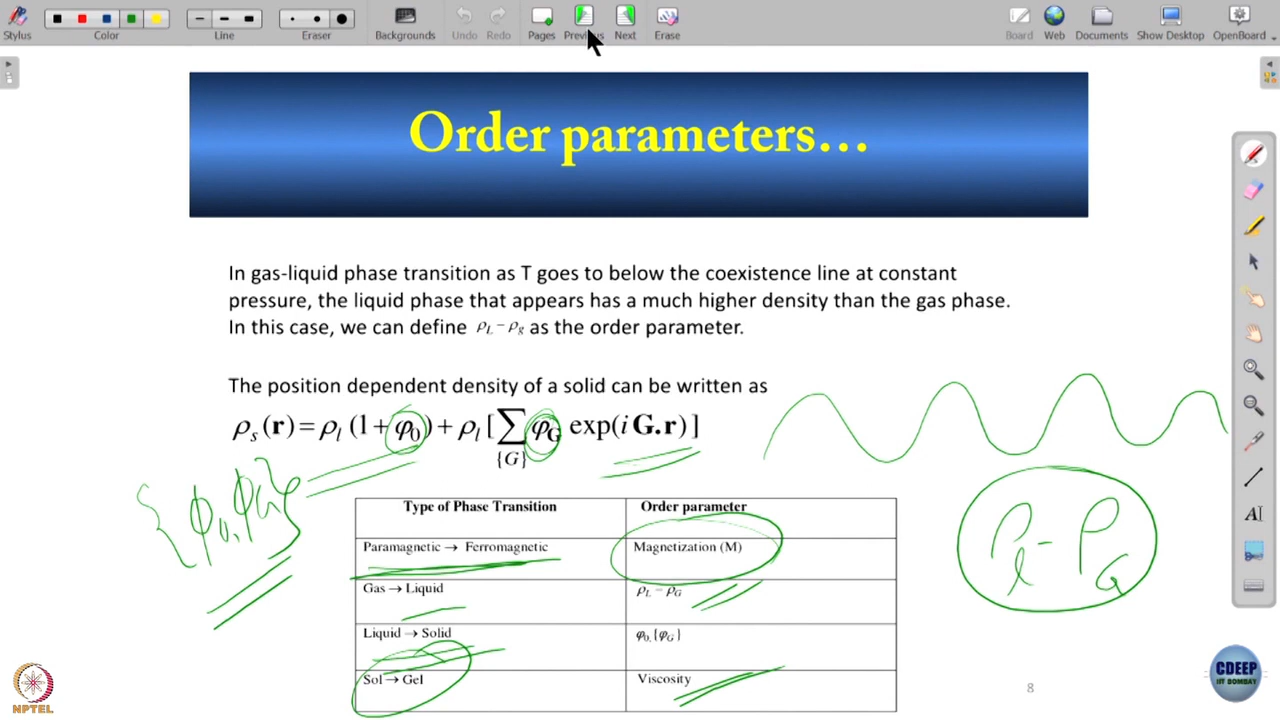 Stylus Color Line Eraser Backgrounds Undo Redo Pages Previous Next Erase Board Web Documents Show Desktop OpenBoard
Order parameters…
In gas-liquid phase transition as T goes to below the coexistence line at constant
pressure, the liquid phase that appears has a much higher density than the gas phase.
In this case, we can define ρL − ρg as the order parameter.
The position dependent density of a solid can be written as
ρs(r) = ρl (1+φ0) + ρl [∑{G} φG exp(iG.r)]
{ϕ0, ϕG}
Type of Phase Transition Order parameter
Paramagnetic → Ferromagnetic Magnetization (M)
Gas → Liquid ρL − ρG
Liquid → Solid φ0, {φG}
Sol → Gel Viscosity
ρl − ρG
8
NPTEL
CDEEP
IIT BOMBAY